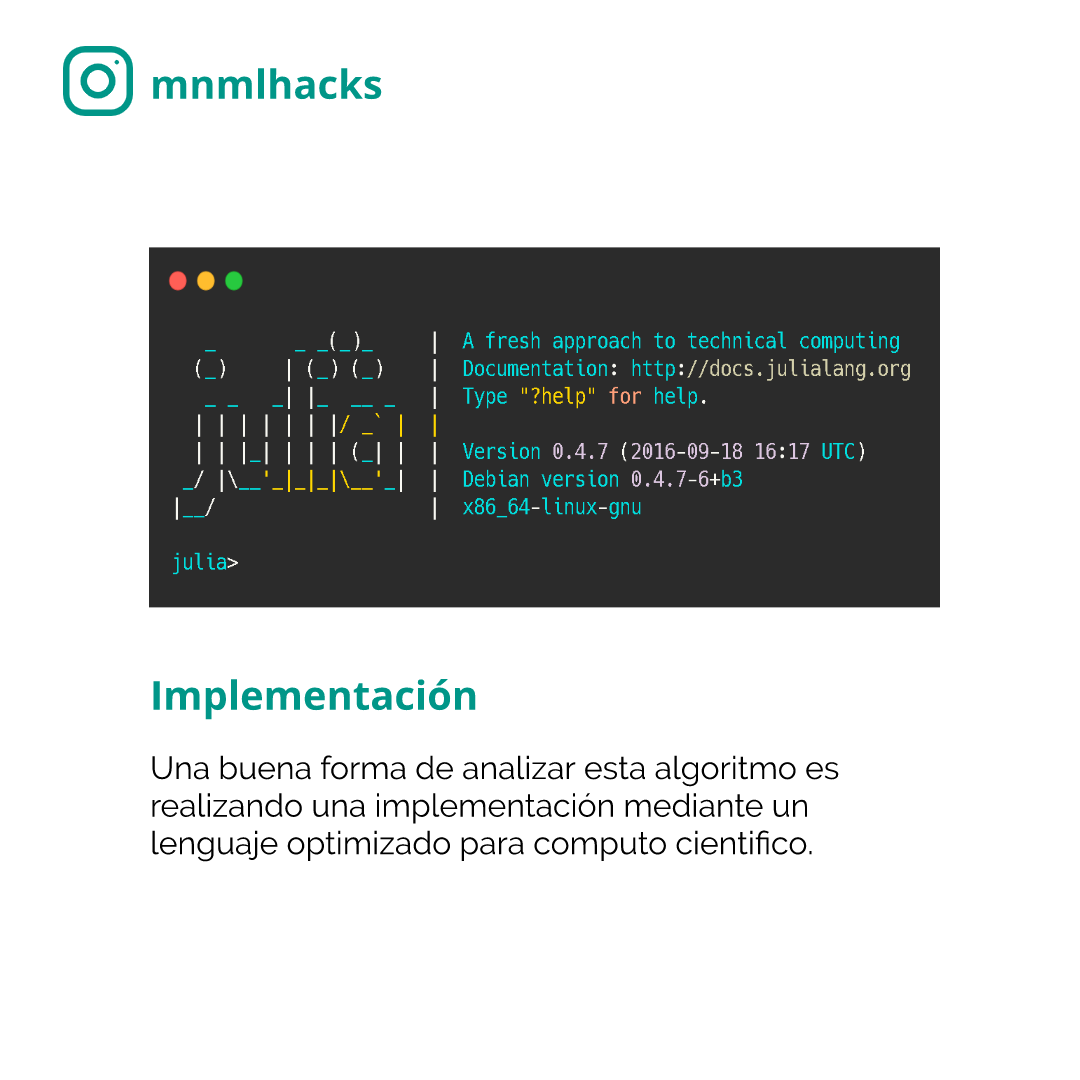 mnmlhacks
   _       _ _(_)_     |  A fresh approach to technical computing
  (_)     | (_) (_)    |  Documentation: http://docs.julialang.org
   _ _   _| |_  __ _   |  Type "?help" for help.
  | | | | | | |/ _` |  |
  | | |_| | | | (_| |  |  Version 0.4.7 (2016-09-18 16:17 UTC)
 _/ |\__'_|_|_|\__'_|  |  Debian version 0.4.7-6+b3
|__/                   |  x86_64-linux-gnu
julia>
Implementación
Una buena forma de analizar esta algoritmo es
realizando una implementación mediante un
lenguaje optimizado para computo cientifico.